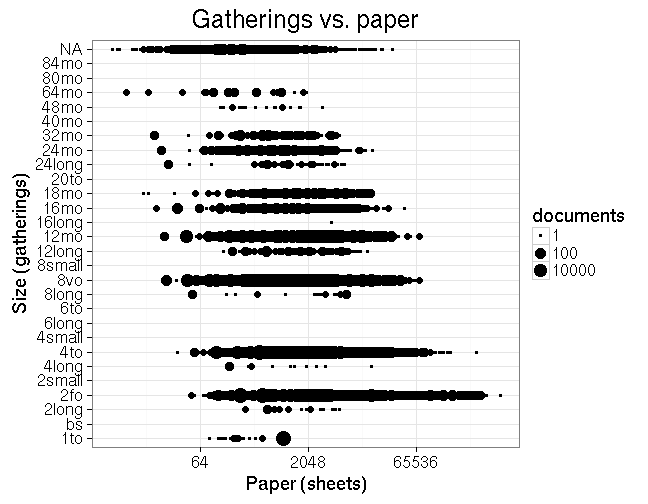 Gatherings vs. paper
NA
84mo
80mo
64mo
48mo
40mo
32mo
24mo
24long
20to
18mo
16mo
16long
12mo
12long
8small
8vo
8long
6to
6long
4small
4to
4long
2small
2fo
2long
bs
1to
Size (gatherings)
64 2048 65536
Paper (sheets)
documents
1
100
10000